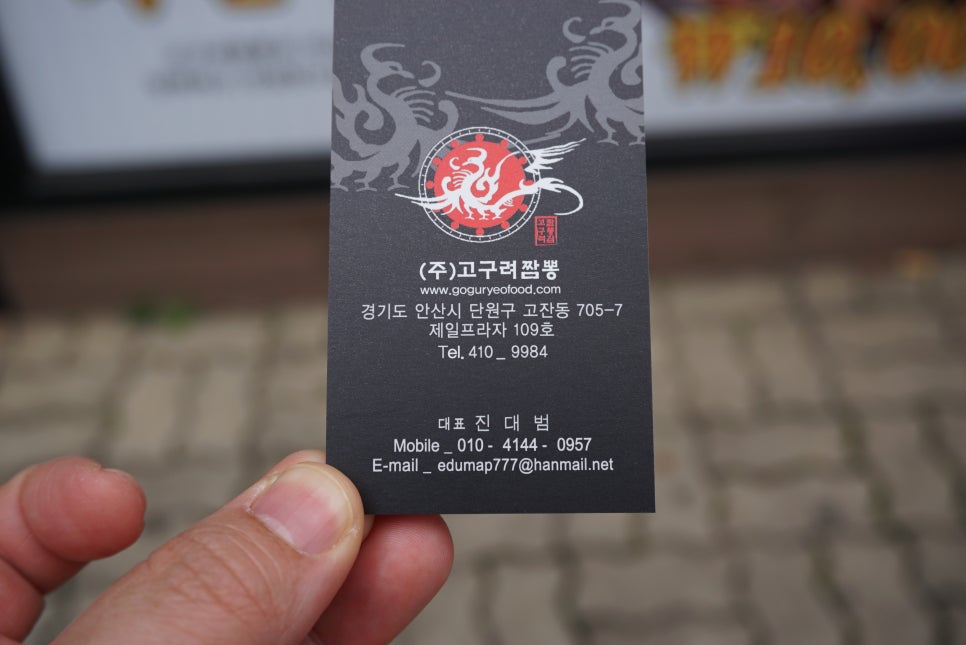 (주)고구려짬뽕
www.goguryeofood.com
경기도 안산시 단원구 고잔동 705-7
제일프라자 109호
Tel. 410 _ 9984
대표 진 대 범
Mobile _ 010 - 4144 - 0957
E-mail _ edumap777@hanmail.net